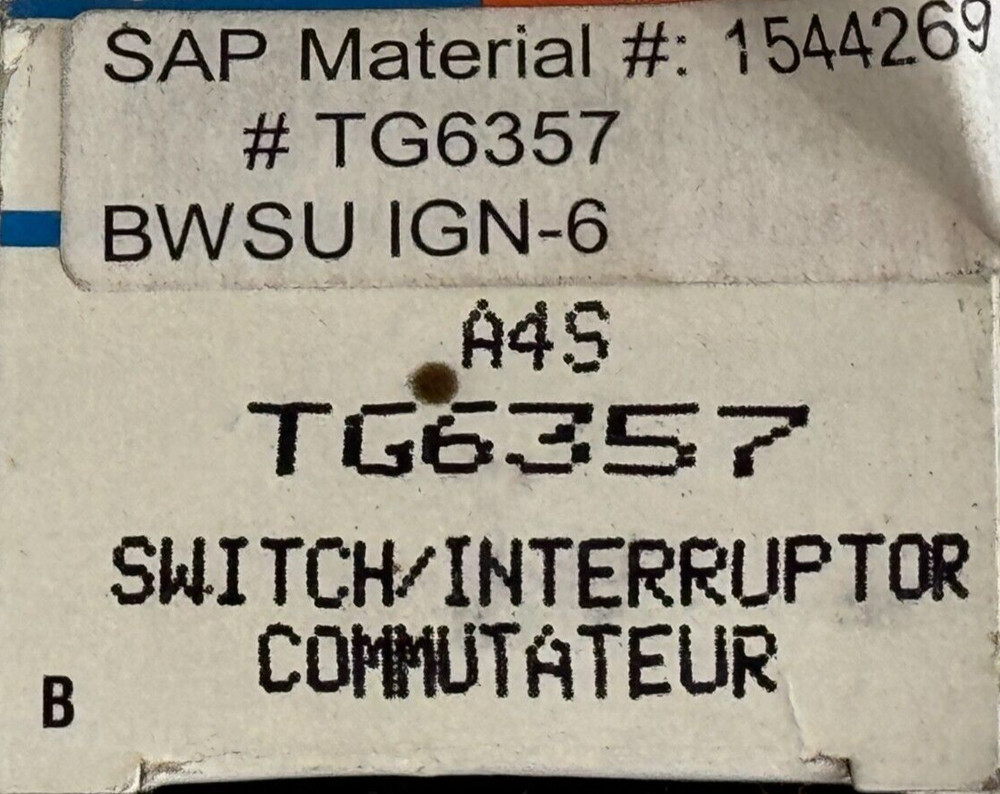 SAP Material #: 1544269
# TG6357
BWSU IGN-6
A4S
TG6357
SWITCH/INTERRUPTOR
COMMUTATEUR
B